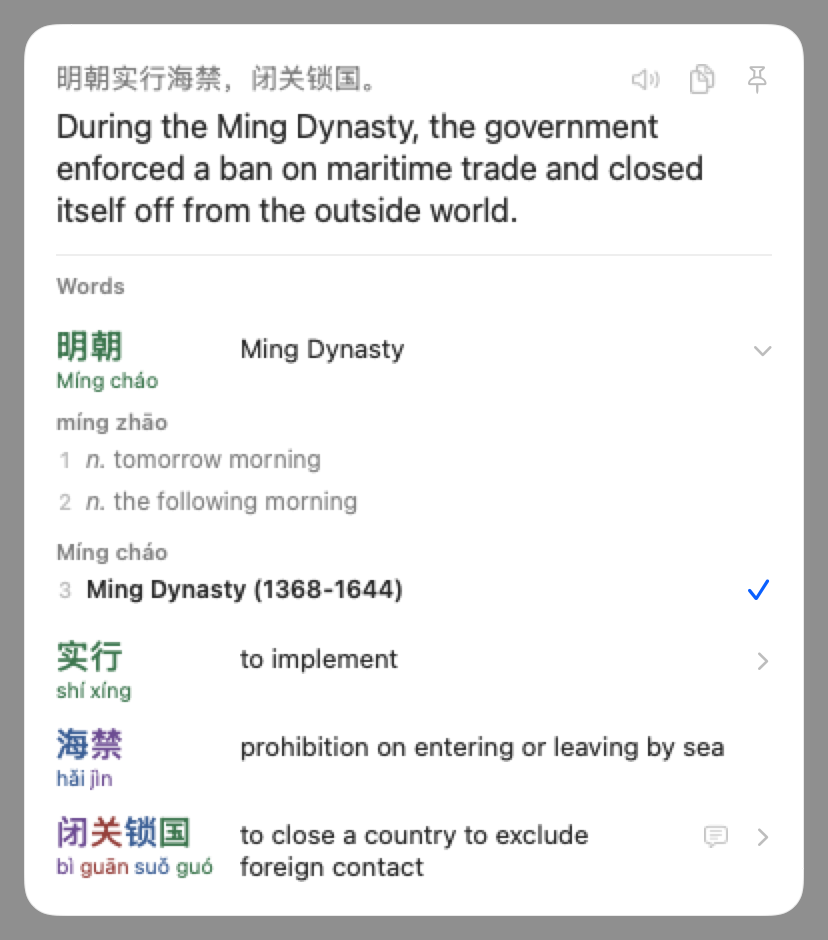 明朝实行海禁，闭关锁国。
During the Ming Dynasty, the government
enforced a ban on maritime trade and closed
itself off from the outside world.
Words
明朝 Ming Dynasty
Míng cháo
míng zhāo
1 n. tomorrow morning
2 n. the following morning
Míng cháo
3 Ming Dynasty (1368-1644)
实行 to implement
shí xíng
海禁 prohibition on entering or leaving by sea
hǎi jìn
闭关锁国 to close a country to exclude
bì guān suǒ guó foreign contact